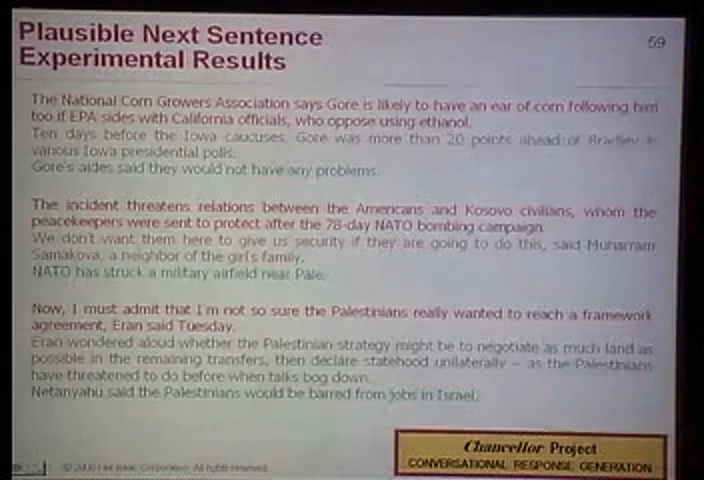 Plausible Next Sentence
59
Experimental Results
The National Corn Growers Association says Gore is likely to have an ear of corn following him
too if EPA sides with California officials, who oppose using ethanol.
Ten days before the Iowa caucuses, Gore was more than 20 points ahead of Bradley in
various Iowa presidential polls.
Gore's aides said they would not have any problems.
The incident threatens relations between the Americans and Kosovo civilians, whom the
peacekeepers were sent to protect after the 78-day NATO bombing campaign.
We don't want them here to give us security if they are going to do this, said Muharram
Samakova, a neighbor of the girl's family.
NATO has struck a military airfield near Pale.
Now, I must admit that I'm not so sure the Palestinians really wanted to reach a framework
agreement, Eran said Tuesday.
Eran wondered aloud whether the Palestinian strategy might be to negotiate as much land as
possible in the remaining transfers, then declare statehood unilaterally – as the Palestinians
have threatened to do before when talks bog down.
Netanyahu said the Palestinians would be barred from jobs in Israel.
Chancellor Project
CONVERSATIONAL RESPONSE GENERATION
Isaac Corporation. All rights reserved.